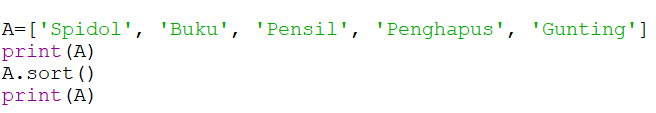 A=['Spidol', 'Buku', 'Pensil', 'Penghapus', 'Gunting']
print(A)
A.sort()
print(A)